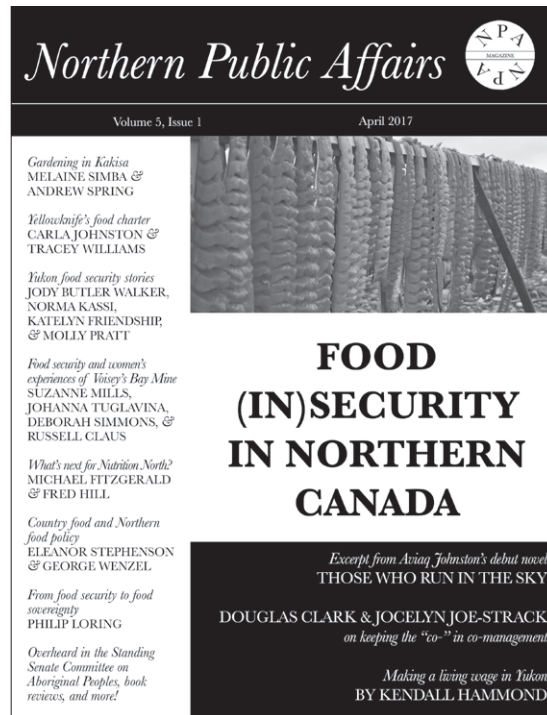 Northern Public Affairs
NPA
MAGAZINE
NPA
Volume 5, Issue 1
April 2017
Gardening in Kakisa
MELAINE SIMBA &
ANDREW SPRING
Yellowknife's food charter
CARLA JOHNSTON &
TRACEY WILLIAMS
Yukon food security stories
JODY BUTLER WALKER,
NORMA KASSI,
KATELYN FRIENDSHIP,
& MOLLY PRATT
Food security and women's
experiences of Voisey's Bay Mine
SUZANNE MILLS,
JOHANNA TUGLAVINA,
DEBORAH SIMMONS, &
RUSSELL CLAUS
What's next for Nutrition North?
MICHAEL FITZGERALD
& FRED HILL
Country food and Northern
food policy
ELEANOR STEPHENSON
& GEORGE WENZEL
From food security to food
sovereignty
PHILIP LORING
Overheard in the Standing
Senate Committee on
Aboriginal Peoples, book
reviews, and more!
FOOD
(IN)SECURITY
IN NORTHERN
CANADA
Excerpt from Aviaq Johnston's debut novel
THOSE WHO RUN IN THE SKY
DOUGLAS CLARK & JOCELYN JOE-STRACK
on keeping the "co-" in co-management
Making a living wage in Yukon
BY KENDALL HAMMOND